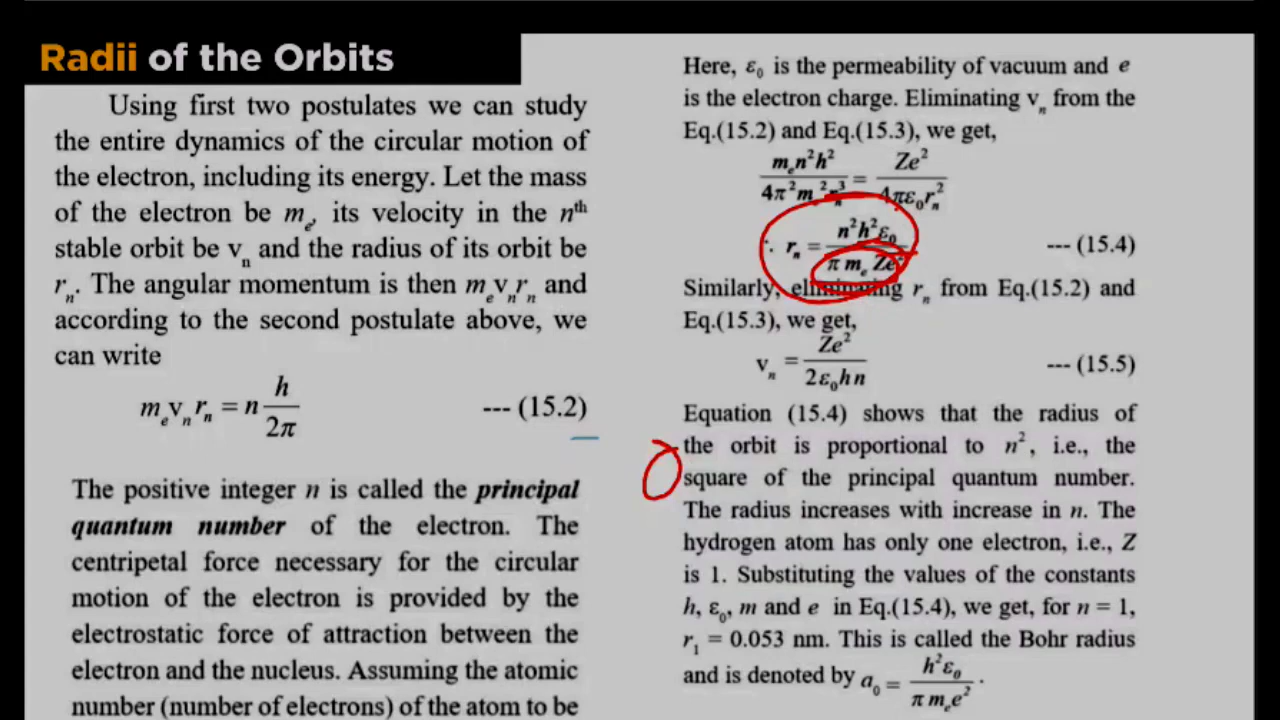 Radii of the Orbits
Using first two postulates we can study
the entire dynamics of the circular motion of
the electron, including its energy. Let the mass
of the electron be mₑ, its velocity in the nᵗʰ
stable orbit be vₙ and the radius of its orbit be
rₙ. The angular momentum is then mₑvₙrₙ and
according to the second postulate above, we
can write
mₑvₙrₙ = n h/2π --- (15.2)
The positive integer n is called the principal
quantum number of the electron. The
centripetal force necessary for the circular
motion of the electron is provided by the
electrostatic force of attraction between the
electron and the nucleus. Assuming the atomic
number (number of electrons) of the atom to be
Here, ε₀ is the permeability of vacuum and e
is the electron charge. Eliminating vₙ from the
Eq.(15.2) and Eq.(15.3), we get,
mₑn²h²/4π²mₑ²rₙ³ = Ze²/4πε₀rₙ²
∴ rₙ = n²h²ε₀/π mₑ Ze² --- (15.4)
Similarly, eliminating rₙ from Eq.(15.2) and
Eq.(15.3), we get,
vₙ = Ze²/2ε₀hn --- (15.5)
Equation (15.4) shows that the radius of
the orbit is proportional to n², i.e., the
square of the principal quantum number.
The radius increases with increase in n. The
hydrogen atom has only one electron, i.e., Z
is 1. Substituting the values of the constants
h, ε₀, m and e in Eq.(15.4), we get, for n = 1,
r₁ = 0.053 nm. This is called the Bohr radius
and is denoted by a₀ = h²ε₀/π mₑe² .